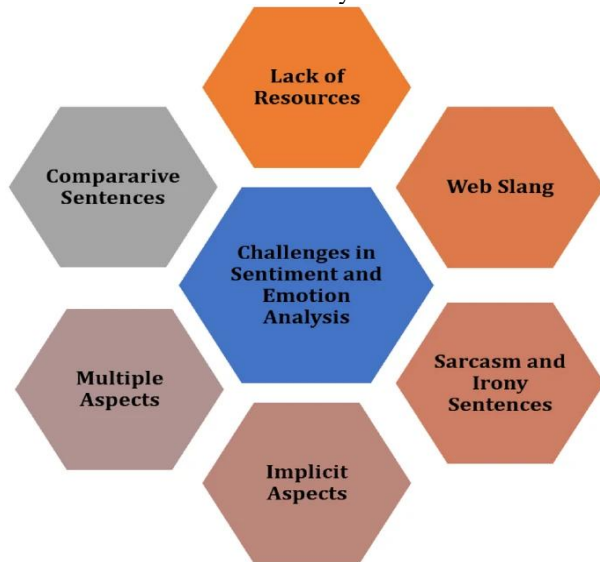 Lack of
Resources
Compararive
Sentences
Web Slang
Challenges in
Sentiment and
Emotion
Analysis
Multiple
Aspects
Sarcasm and
Irony
Sentences
Implicit
Aspects